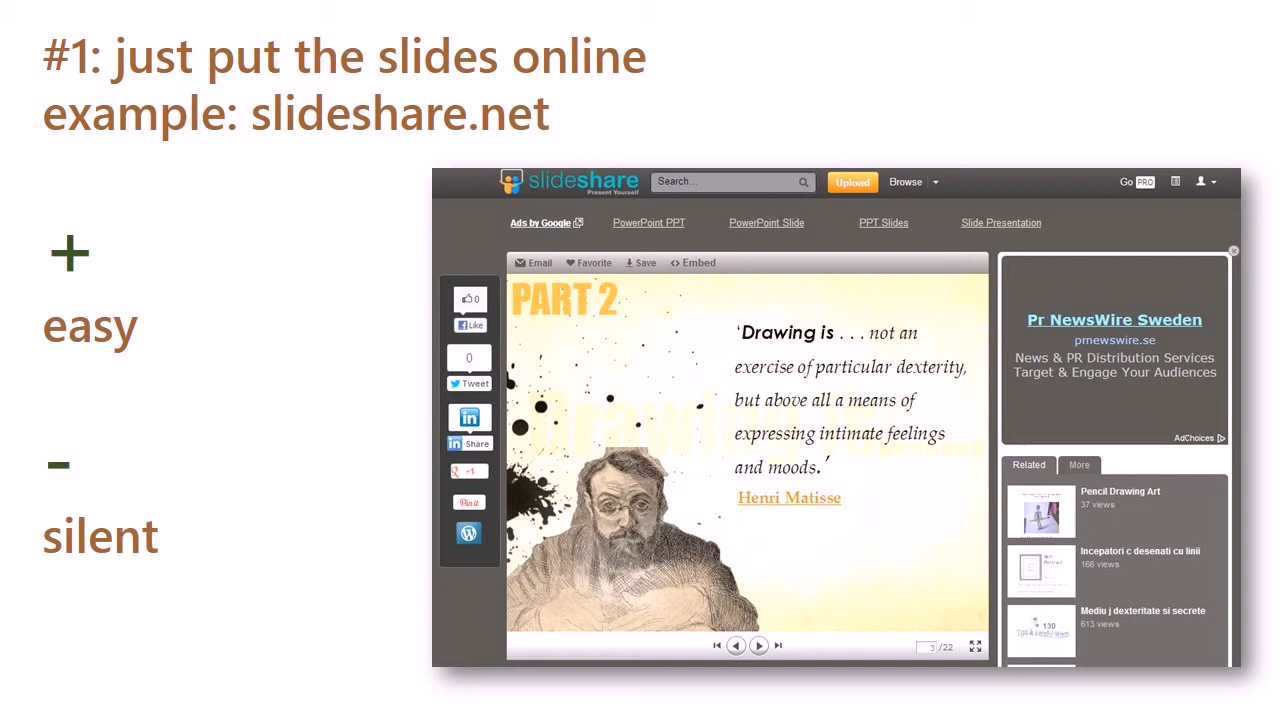 #1: just put the slides online
example: slideshare.net
+
easy
-
silent
slideshare
Present Yourself
Search...
Upload
Browse
Go PRO
Ads by Google
PowerPoint PPT
PowerPoint Slide
PPT Slides
Slide Presentation
Email
Favorite
Save
Embed
0
Like
0
Tweet
in
in Share
+1
Pin it
PART 2
Drawing is....
'Drawing is . . . not an
exercise of particular dexterity,
but above all a means of
expressing intimate feelings
and moods.'
Henri Matisse
3 /22
Pr NewsWire Sweden
prnewswire.se
News & PR Distribution Services
Target & Engage Your Audiences
AdChoices
Related
More
Pencil Drawing Art
37 views
Incepatori c desenati cu linii
166 views
Mediu j dexteritate si secrete
613 views
130